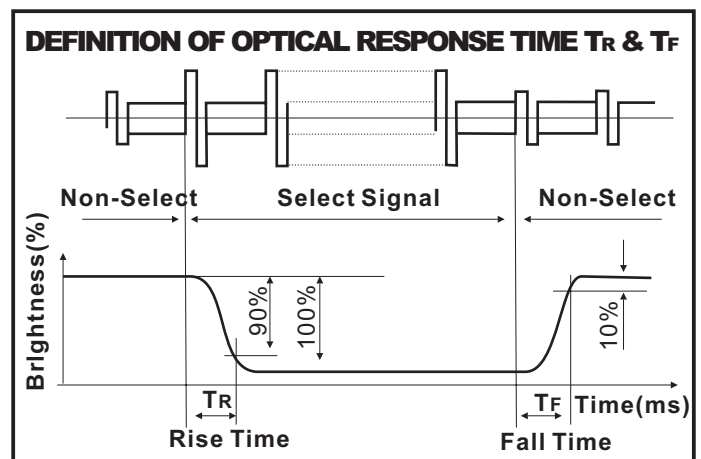 DEFINITION OF OPTICAL RESPONSE TIME TR & TF
Non-Select
Select Signal
Non-Select
BrIghtness(%)
90%
100%
10%
TR
TF
Time(ms)
Rise Time
Fall Time